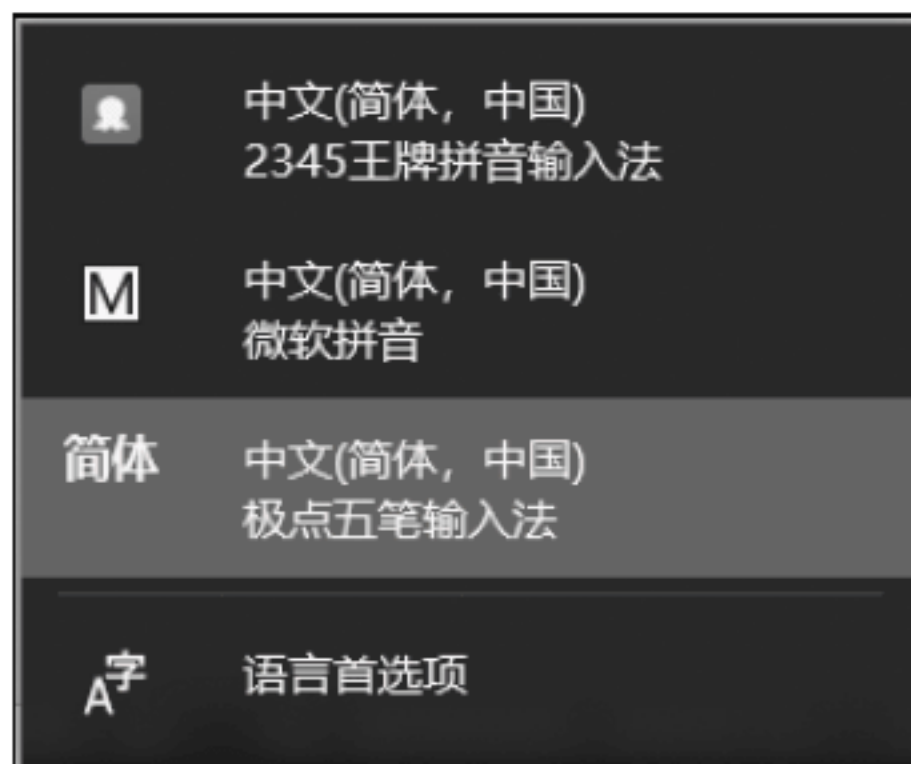 中文(简体，中国)
2345王牌拼音输入法
M
中文(简体，中国)
微软拼音
简体
中文(简体，中国)
极点五笔输入法
A字
语言首选项